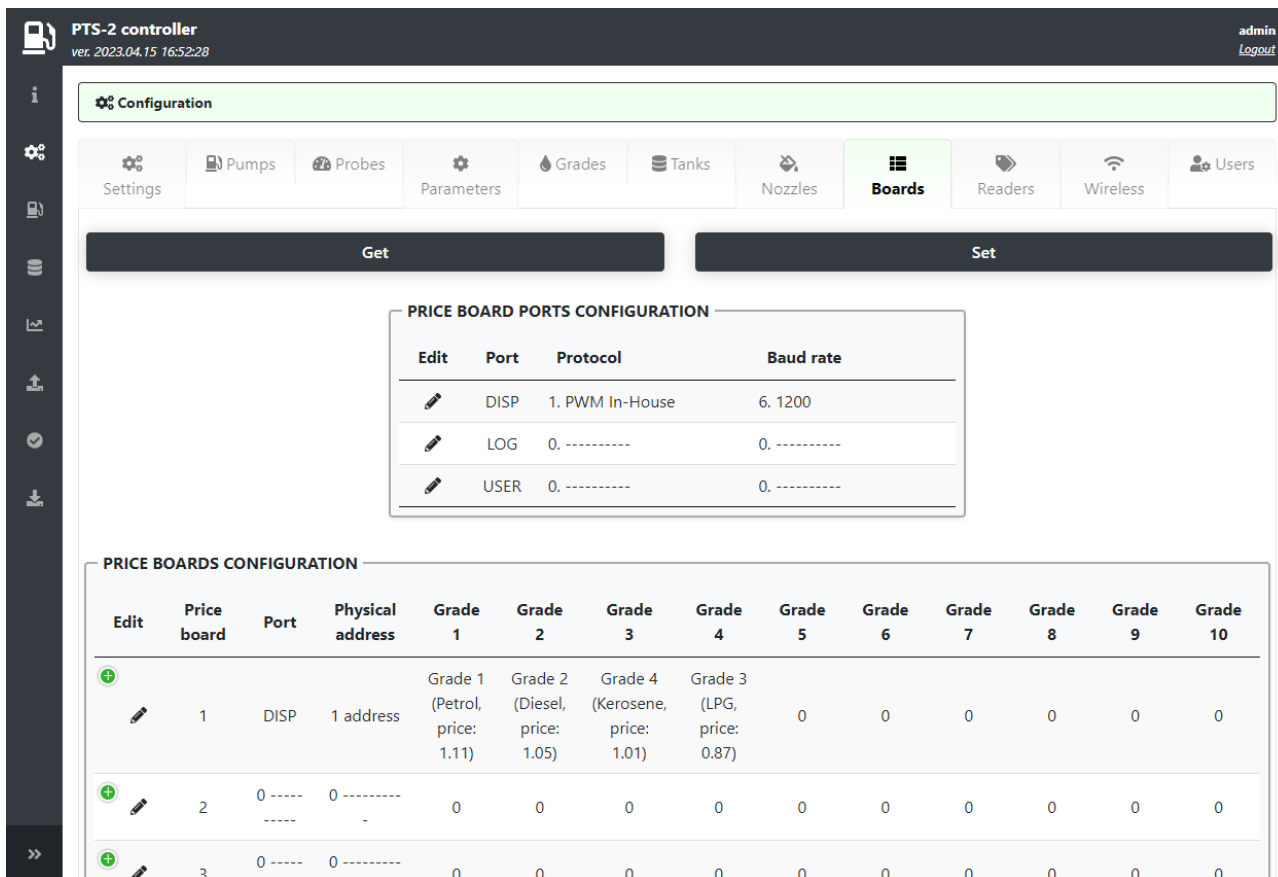 PTS-2 controller
ver. 2023.04.15 16:52:28
admin
Logout
Configuration
Settings
Pumps
Probes
Parameters
Grades
Tanks
Nozzles
Boards
Readers
Wireless
Users
Get
Set
PRICE BOARD PORTS CONFIGURATION
Edit Port Protocol Baud rate
DISP 1. PWM In-House 6. 1200
LOG 0. ---------- 0. ----------
USER 0. ---------- 0. ----------
PRICE BOARDS CONFIGURATION
Edit Price board Port Physical address Grade 1 Grade 2 Grade 3 Grade 4 Grade 5 Grade 6 Grade 7 Grade 8 Grade 9 Grade 10
1 DISP 1 address Grade 1 (Petrol, price: 1.11) Grade 2 (Diesel, price: 1.05) Grade 4 (Kerosene, price: 1.01) Grade 3 (LPG, price: 0.87) 0 0 0 0 0 0
2 0 ---------- 0 ---------- 0 0 0 0 0 0 0 0 0 0
3 0 ----- 0 --------- 0 0 0 0 0 0 0 0 0 0